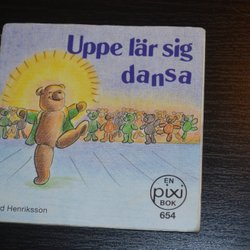 Uppe lär sig
dansa
d Henriksson
EN
pixi
BOK
654